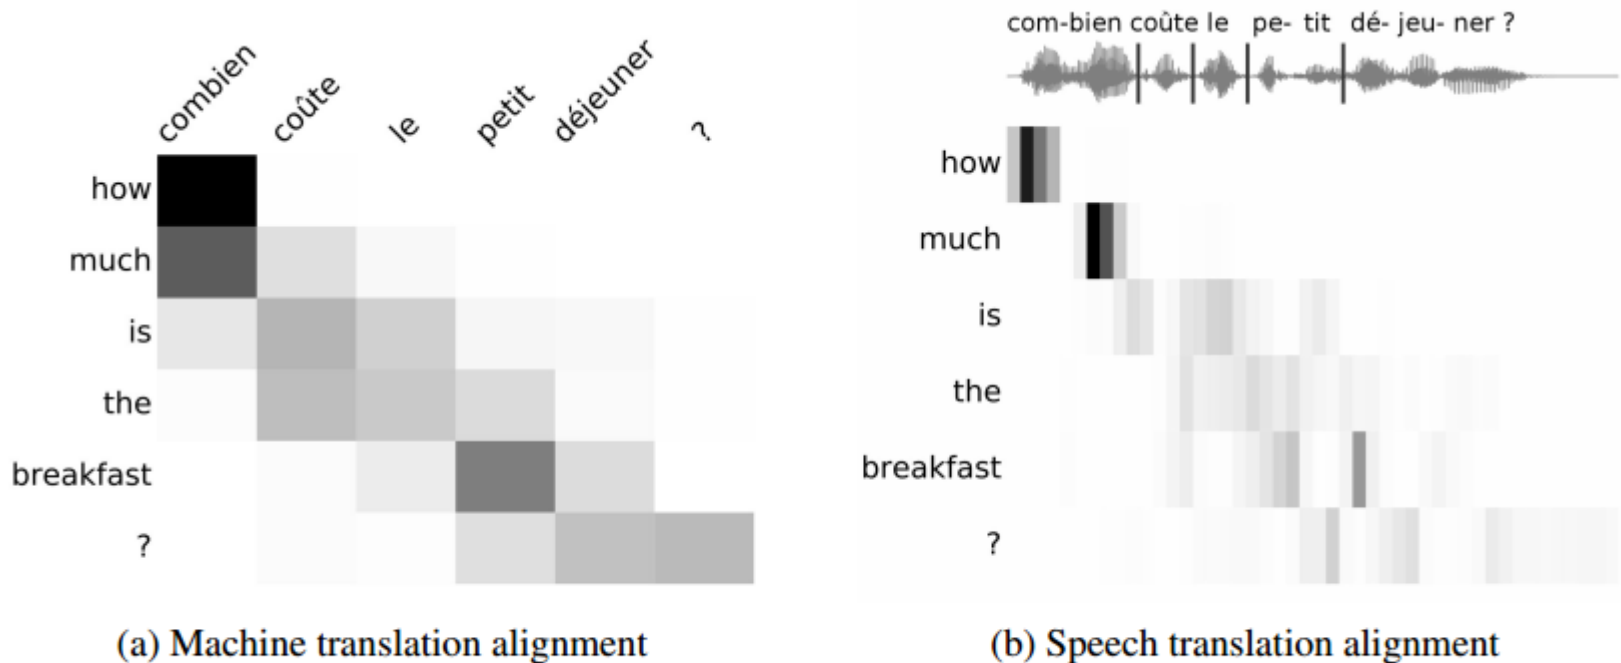 combien
coûte
le
petit
déjeuner
?
how
much
is
the
breakfast
?
(a) Machine translation alignment
com-bien coûte le pe- tit dé- jeu- ner ?
how
much
is
the
breakfast
?
(b) Speech translation alignment